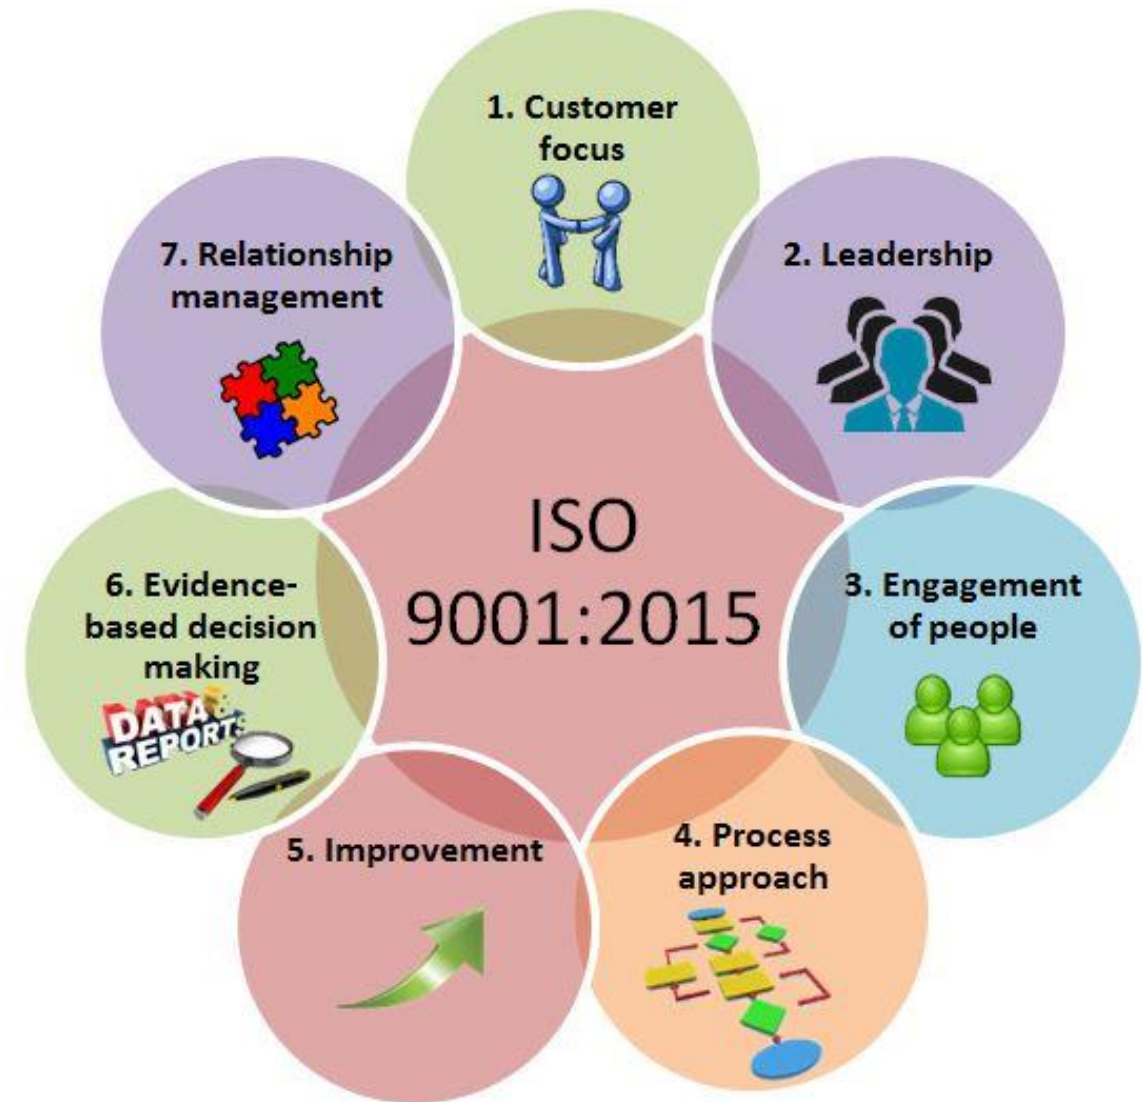 1. Customer
focus
2. Leadership
3. Engagement
of people
4. Process
approach
5. Improvement
6. Evidence-
based decision
making
DATA &
REPORTS
7. Relationship
management
ISO
9001:2015